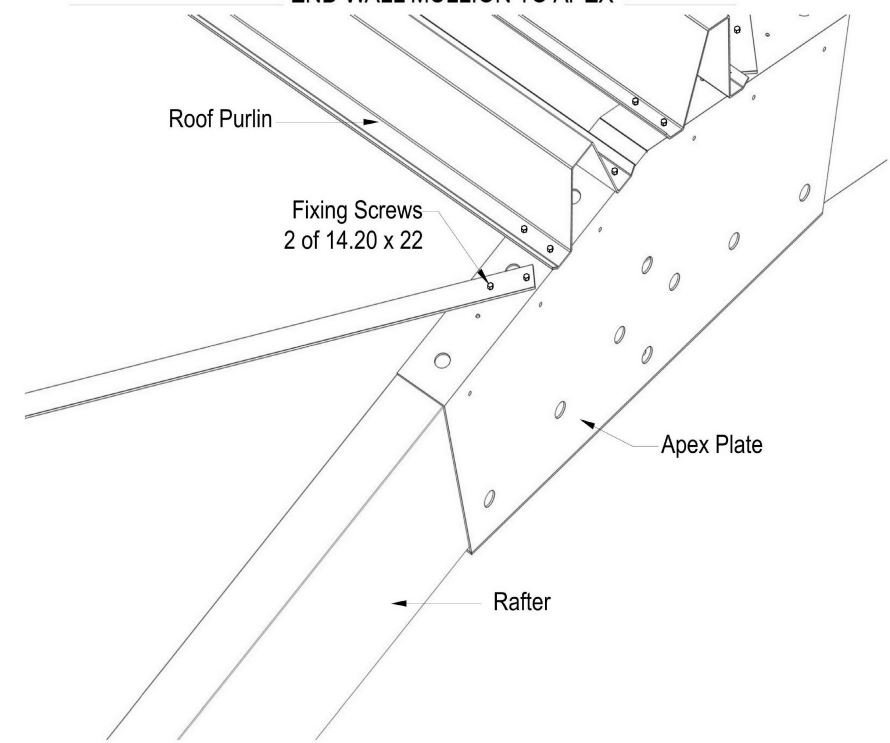 END WALL MULLION TO APEX
Roof Purlin
Fixing Screws
2 of 14.20 x 22
Apex Plate
Rafter